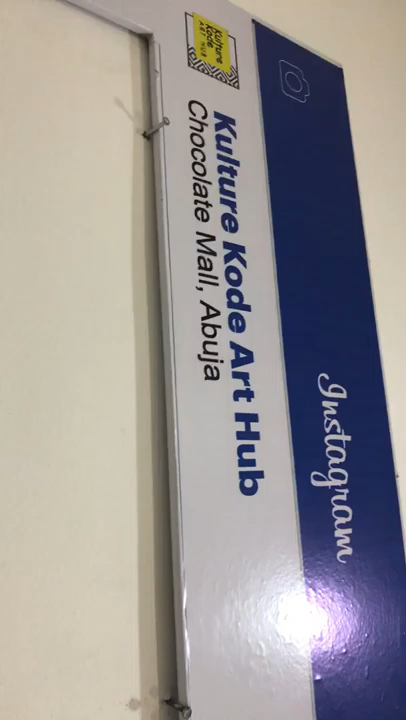 Instagram
Kulture
Kode
ART HUB
Kulture Kode Art Hub
Chocolate Mall, Abuja